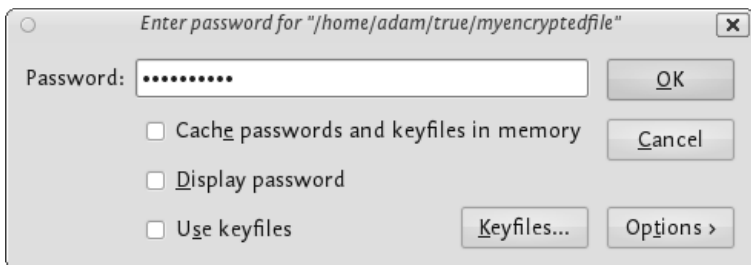 Enter password for "/home/adam/true/myencryptedfile"
Password: ••••••••••
OK
Cache passwords and keyfiles in memory
Cancel
Display password
Use keyfiles
Keyfiles...
Options >